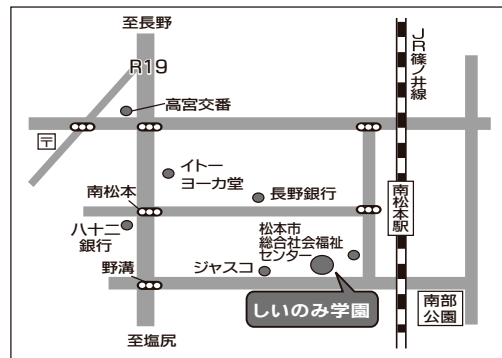 至長野
R19
高宮交番
〒
イトー
ヨーカ堂
南松本
長野銀行
八十二
銀行
松本市
総合社会福祉
センター
野溝
ジャスコ
しいのみ学園
至塩尻
JR篠ノ井線
南松本駅
南部
公園